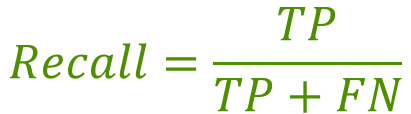 Recall = TP / TP + FN